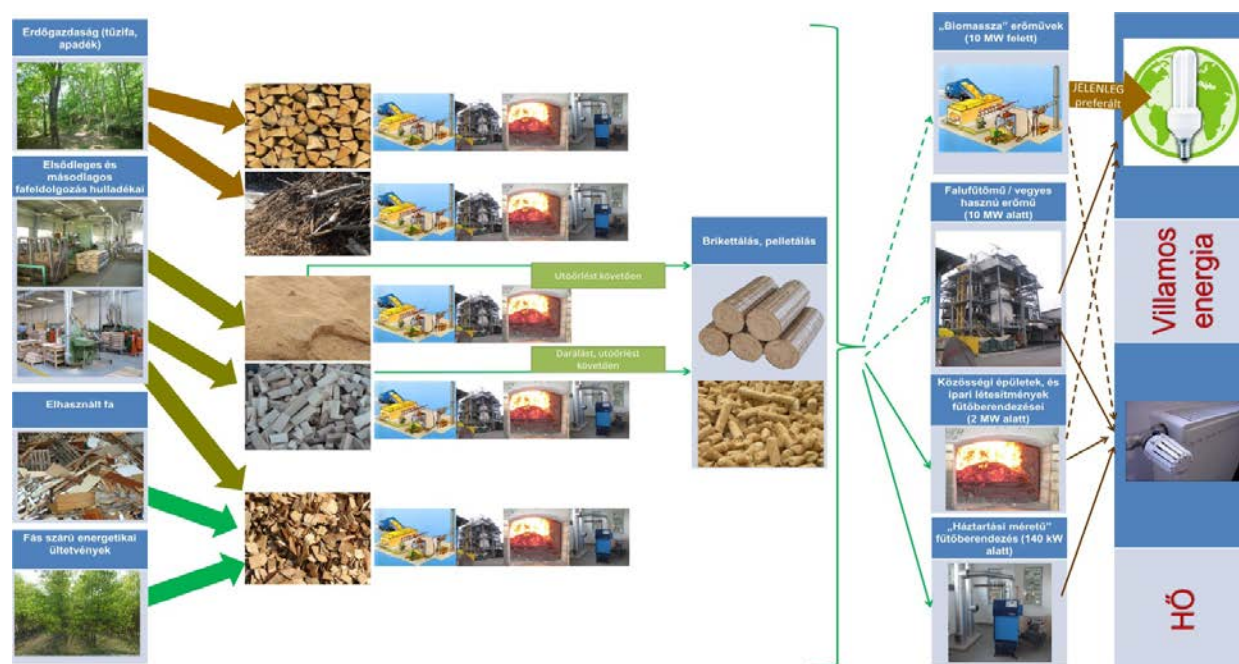 Erdőgazdaság (tűzifa,
apadék)
Elsődleges és
másodlagos
fafeldolgozás hulladékai
Elhasznált fa
Fás szárú energetikai
ültetvények
Utóőrlést követően
Darálást, utóőrlést
követően
Brikettálás, pelletálás
„Biomassza” erőművek
(10 MW felett)
JELENLEG
preferált
Falufűtőmű / vegyes
hasznú erőmű
(10 MW alatt)
Közösségi épületek, és
ipari létesítmények
fűtőberendezései
(2 MW alatt)
„Háztartási méretű”
fűtőberendezés (140 kW
alatt)
Villamos
energia
HŐ